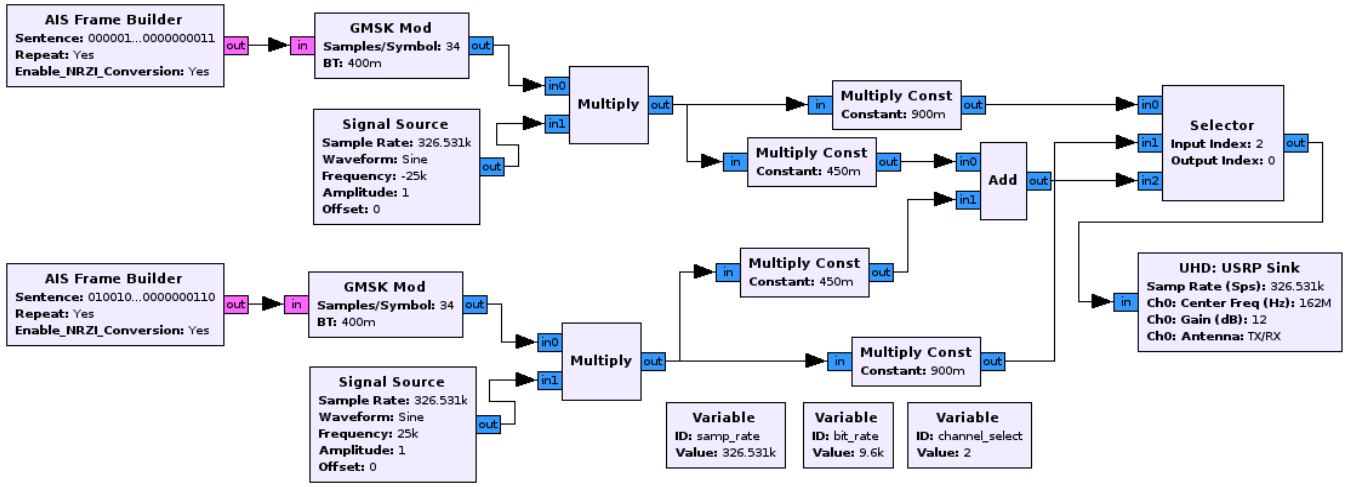 AIS Frame Builder
Sentence: 000001...0000000011
Repeat: Yes
Enable_NRZI_Conversion: Yes
out
in
GMSK Mod
Samples/Symbol: 34
BT: 400m
out
Signal Source
Sample Rate: 326.531k
Waveform: Sine
Frequency: -25k
Amplitude: 1
Offset: 0
out
in0
in1
Multiply
out
in
Multiply Const
Constant: 900m
out
in
Multiply Const
Constant: 450m
out
in0
in1
Add
out
in0
in1
in2
Selector
Input Index: 2
Output Index: 0
out
AIS Frame Builder
Sentence: 010010...0000000110
Repeat: Yes
Enable_NRZI_Conversion: Yes
out
in
GMSK Mod
Samples/Symbol: 34
BT: 400m
out
Signal Source
Sample Rate: 326.531k
Waveform: Sine
Frequency: 25k
Amplitude: 1
Offset: 0
out
in0
in1
Multiply
out
in
Multiply Const
Constant: 450m
out
in
Multiply Const
Constant: 900m
out
in
UHD: USRP Sink
Samp Rate (Sps): 326.531k
Ch0: Center Freq (Hz): 162M
Ch0: Gain (dB): 12
Ch0: Antenna: TX/RX
Variable
ID: samp_rate
Value: 326.531k
Variable
ID: bit_rate
Value: 9.6k
Variable
ID: channel_select
Value: 2